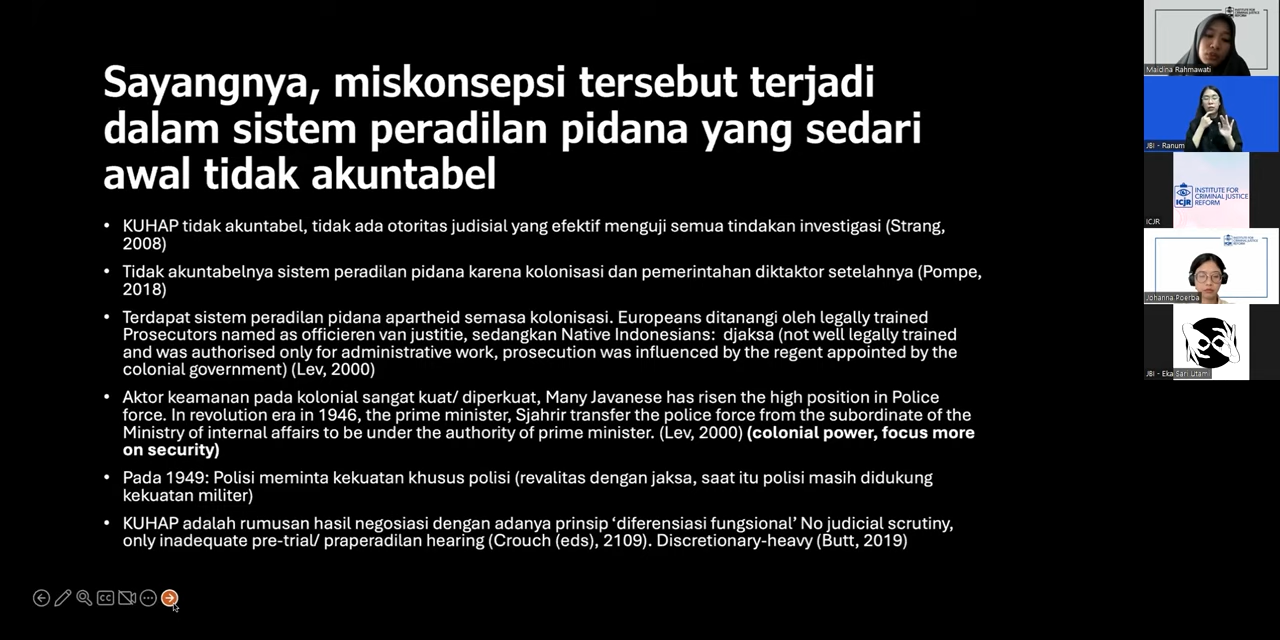 Sayangnya, miskonsepsi tersebut terjadi
dalam sistem peradilan pidana yang sedari
awal tidak akuntabel
• KUHAP tidak akuntabel, tidak ada otoritas judisial yang efektif menguji semua tindakan investigasi (Strang,
2008)
• Tidak akuntabelnya sistem peradilan pidana karena kolonisasi dan pemerintahan diktaktor setelahnya (Pompe,
2018)
• Terdapat sistem peradilan pidana apartheid semasa kolonisasi. Europeans ditanangi oleh legally trained
Prosecutors named as officieren van justitie, sedangkan Native Indonesians: djaksa (not well legally trained
and was authorised only for administrative work, prosecution was influenced by the regent appointed by the
colonial government) (Lev, 2000)
• Aktor keamanan pada kolonial sangat kuat/ diperkuat, Many Javanese has risen the high position in Police
force. In revolution era in 1946, the prime minister, Sjahrir transfer the police force from the subordinate of the
Ministry of internal affairs to be under the authority of prime minister. (Lev, 2000) (colonial power, focus more
on security)
• Pada 1949: Polisi meminta kekuatan khusus polisi (revalitas dengan jaksa, saat itu polisi masih didukung
kekuatan militer)
• KUHAP adalah rumusan hasil negosiasi dengan adanya prinsip ‘diferensiasi fungsional’ No judicial scrutiny,
only inadequate pre-trial/ praperadilan hearing (Crouch (eds), 2109). Discretionary-heavy (Butt, 2019)
CC
INSTITUTE FOR
CRIMINAL JUSTICE
REFORM
Maidina Rahmawati
JBI - Ranum
ICJR
INSTITUTE FOR
CRIMINAL JUSTICE
REFORM
ICJR
Johanna Poerba
JBI - Eka Sari Utami